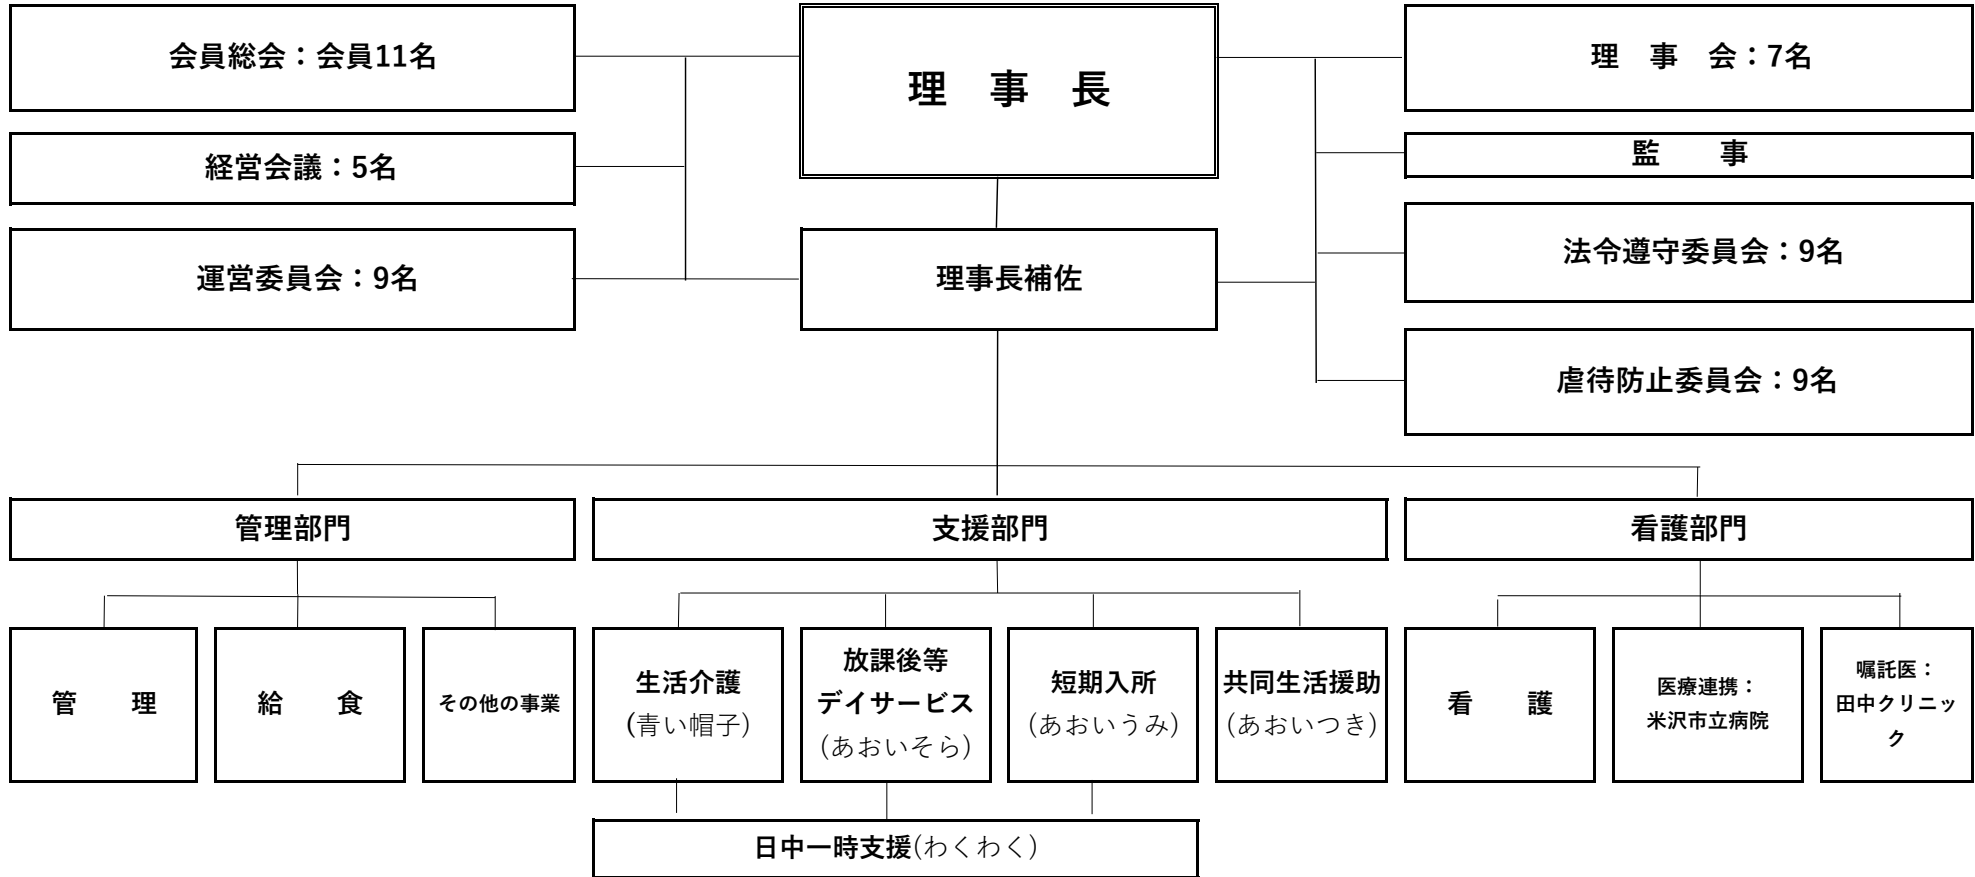 会員総会：会員11名
理　事　長
理　事　会：7名
経営会議：5名
監　　事
運営委員会：9名
理事長補佐
法令遵守委員会：9名
虐待防止委員会：9名
管理部門
支援部門
看護部門
管　　理
給　　食
その他の事業
生活介護
(青い帽子)
放課後等
デイサービス
(あおいそら)
短期入所
(あおいうみ)
共同生活援助
(あおいつき)
看　　護
医療連携：
米沢市立病院
嘱託医：
田中クリニッ
ク
日中一時支援(わくわく)